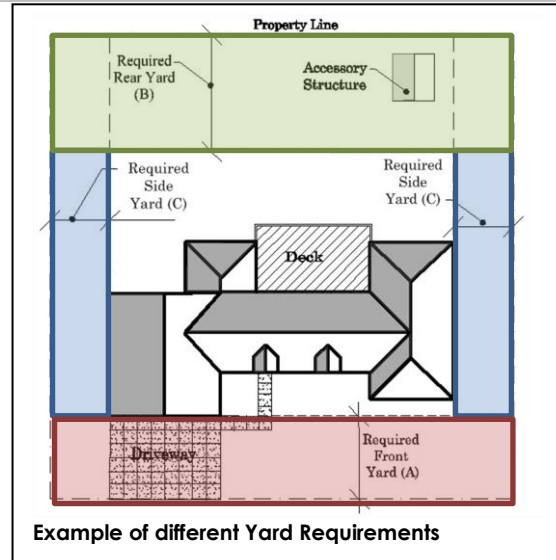 Property Line
Required
Rear Yard
(B)
Accessory
Structure
Required
Side
Yard (C)
Required
Side
Yard (C)
Deck
Driveway
Required
Front
Yard (A)
Example of different Yard Requirements